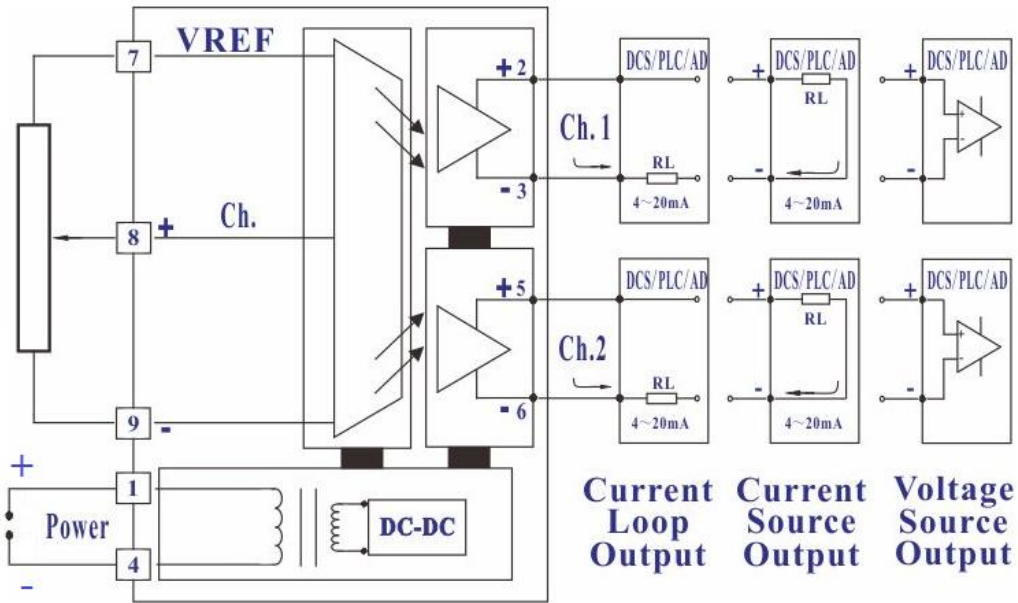 7
VREF
8
+
Ch.
9
-
+
1
Power
4
-
DC-DC
+2
-3
Ch.1
+5
-6
Ch.2
DCS/PLC/AD
RL
4~20mA
DCS/PLC/AD
+
RL
-
4~20mA
DCS/PLC/AD
+
-
+
-
DCS/PLC/AD
RL
4~20mA
DCS/PLC/AD
+
RL
-
4~20mA
DCS/PLC/AD
+
-
+
-
Current
Loop
Output
Current
Source
Output
Voltage
Source
Output